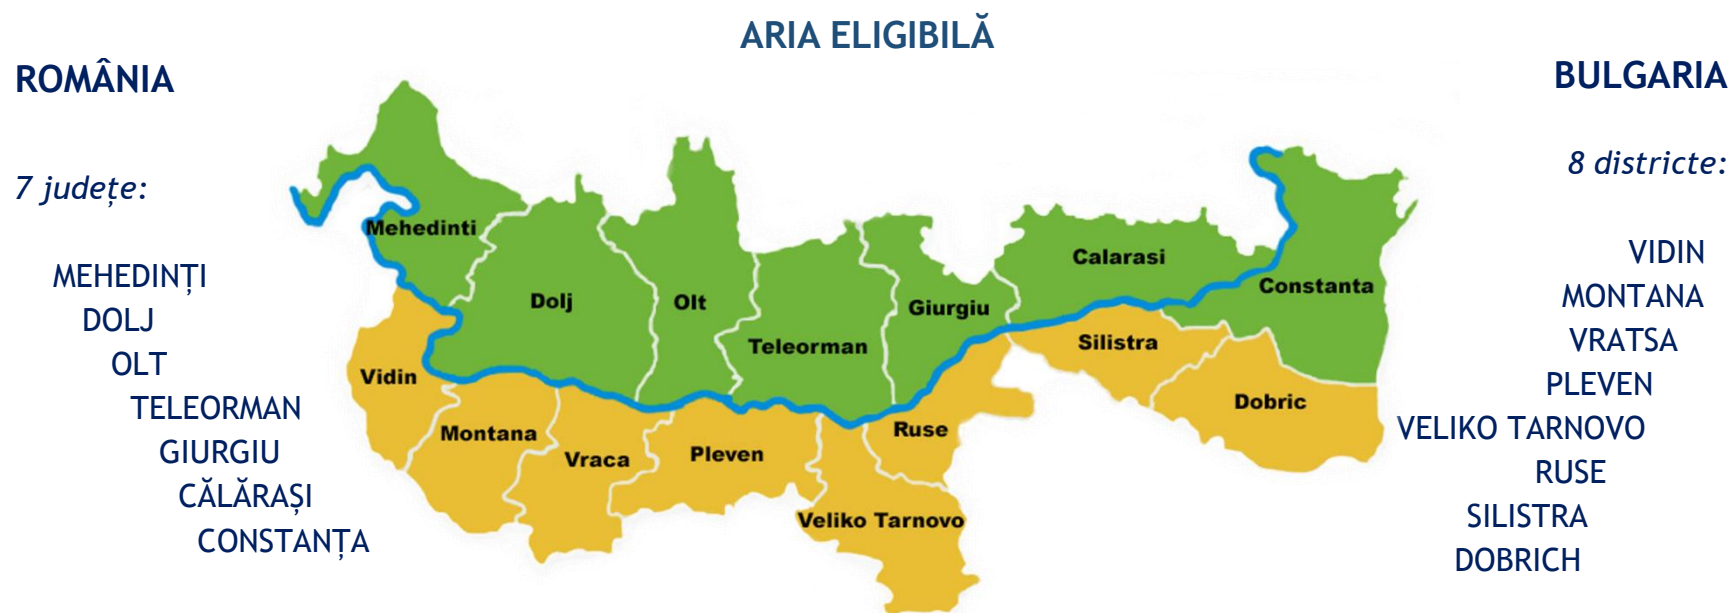 ARIA ELIGIBILĂ
ROMÂNIA
7 județe:
MEHEDINȚI
DOLJ
OLT
TELEORMAN
GIURGIU
CĂLĂRAȘI
CONSTANȚA
Mehedinti
Dolj
Olt
Teleorman
Giurgiu
Calarasi
Constanta
Vidin
Montana
Vraca
Pleven
Veliko Tarnovo
Ruse
Silistra
Dobric
BULGARIA
8 districte:
VIDIN
MONTANA
VRATSA
PLEVEN
VELIKO TARNOVO
RUSE
SILISTRA
DOBRICH